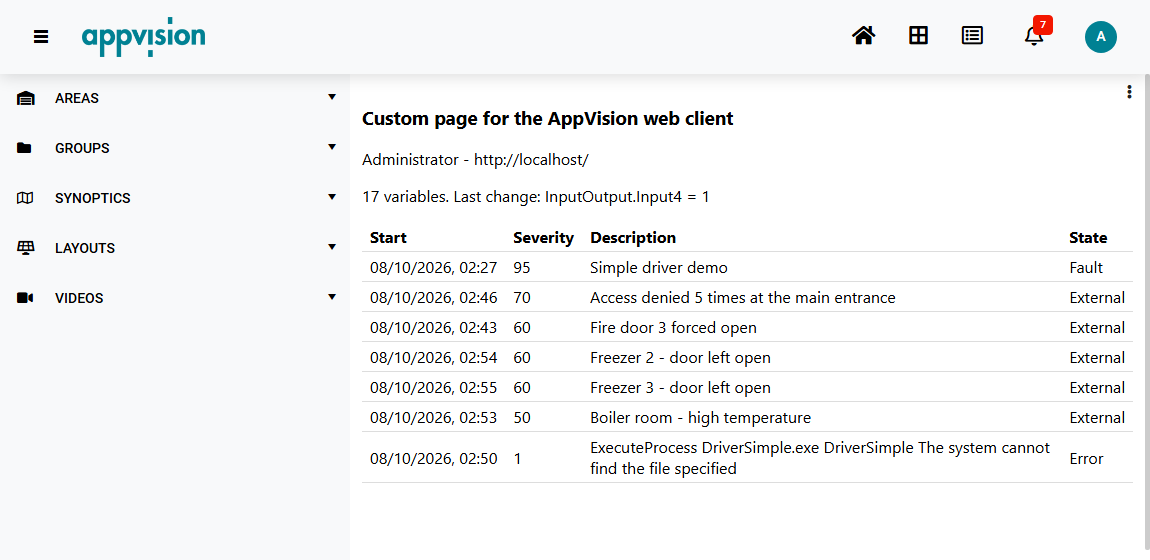 appvision
7
A
AREAS
GROUPS
SYNOPTICS
LAYOUTS
VIDEOS
Custom page for the AppVision web client
Administrator - http://localhost/
17 variables. Last change: InputOutput.Input4 = 1
Start Severity Description State
08/10/2026, 02:27 95 Simple driver demo Fault
08/10/2026, 02:46 70 Access denied 5 times at the main entrance External
08/10/2026, 02:43 60 Fire door 3 forced open External
08/10/2026, 02:54 60 Freezer 2 - door left open External
08/10/2026, 02:55 60 Freezer 3 - door left open External
08/10/2026, 02:53 50 Boiler room - high temperature External
08/10/2026, 02:50 1 ExecuteProcess DriverSimple.exe DriverSimple The system cannot
find the file specified Error